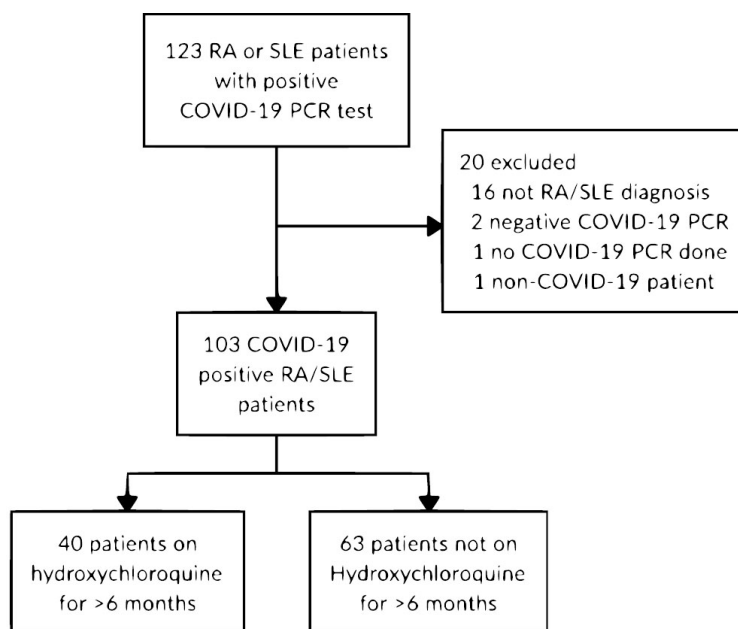 123 RA or SLE patients
with positive
COVID-19 PCR test
20 excluded
16 not RA/SLE diagnosis
2 negative COVID-19 PCR
1 no COVID-19 PCR done
1 non-COVID-19 patient
103 COVID-19
positive RA/SLE
patients
40 patients on
hydroxychloroquine
for >6 months
63 patients not on
Hydroxychloroquine
for >6 months